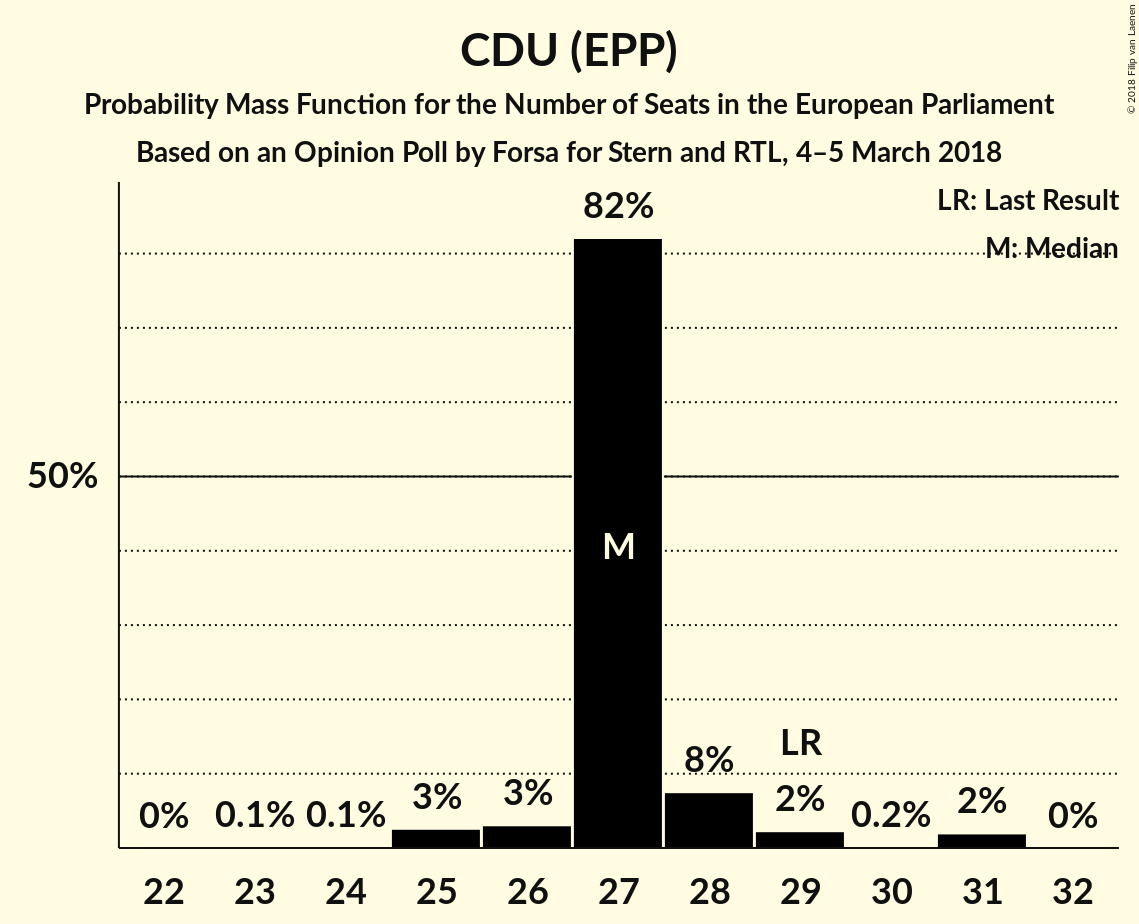 CDU (EPP)
Probability Mass Function for the Number of Seats in the European Parliament
Based on an Opinion Poll by Forsa for Stern and RTL, 4–5 March 2018
© 2018 Filip van Laenen
LR: Last Result
M: Median
82%
50%
M
LR
0% 0.1% 0.1% 3% 3% 8% 2% 0.2% 2% 0%
22 23 24 25 26 27 28 29 30 31 32